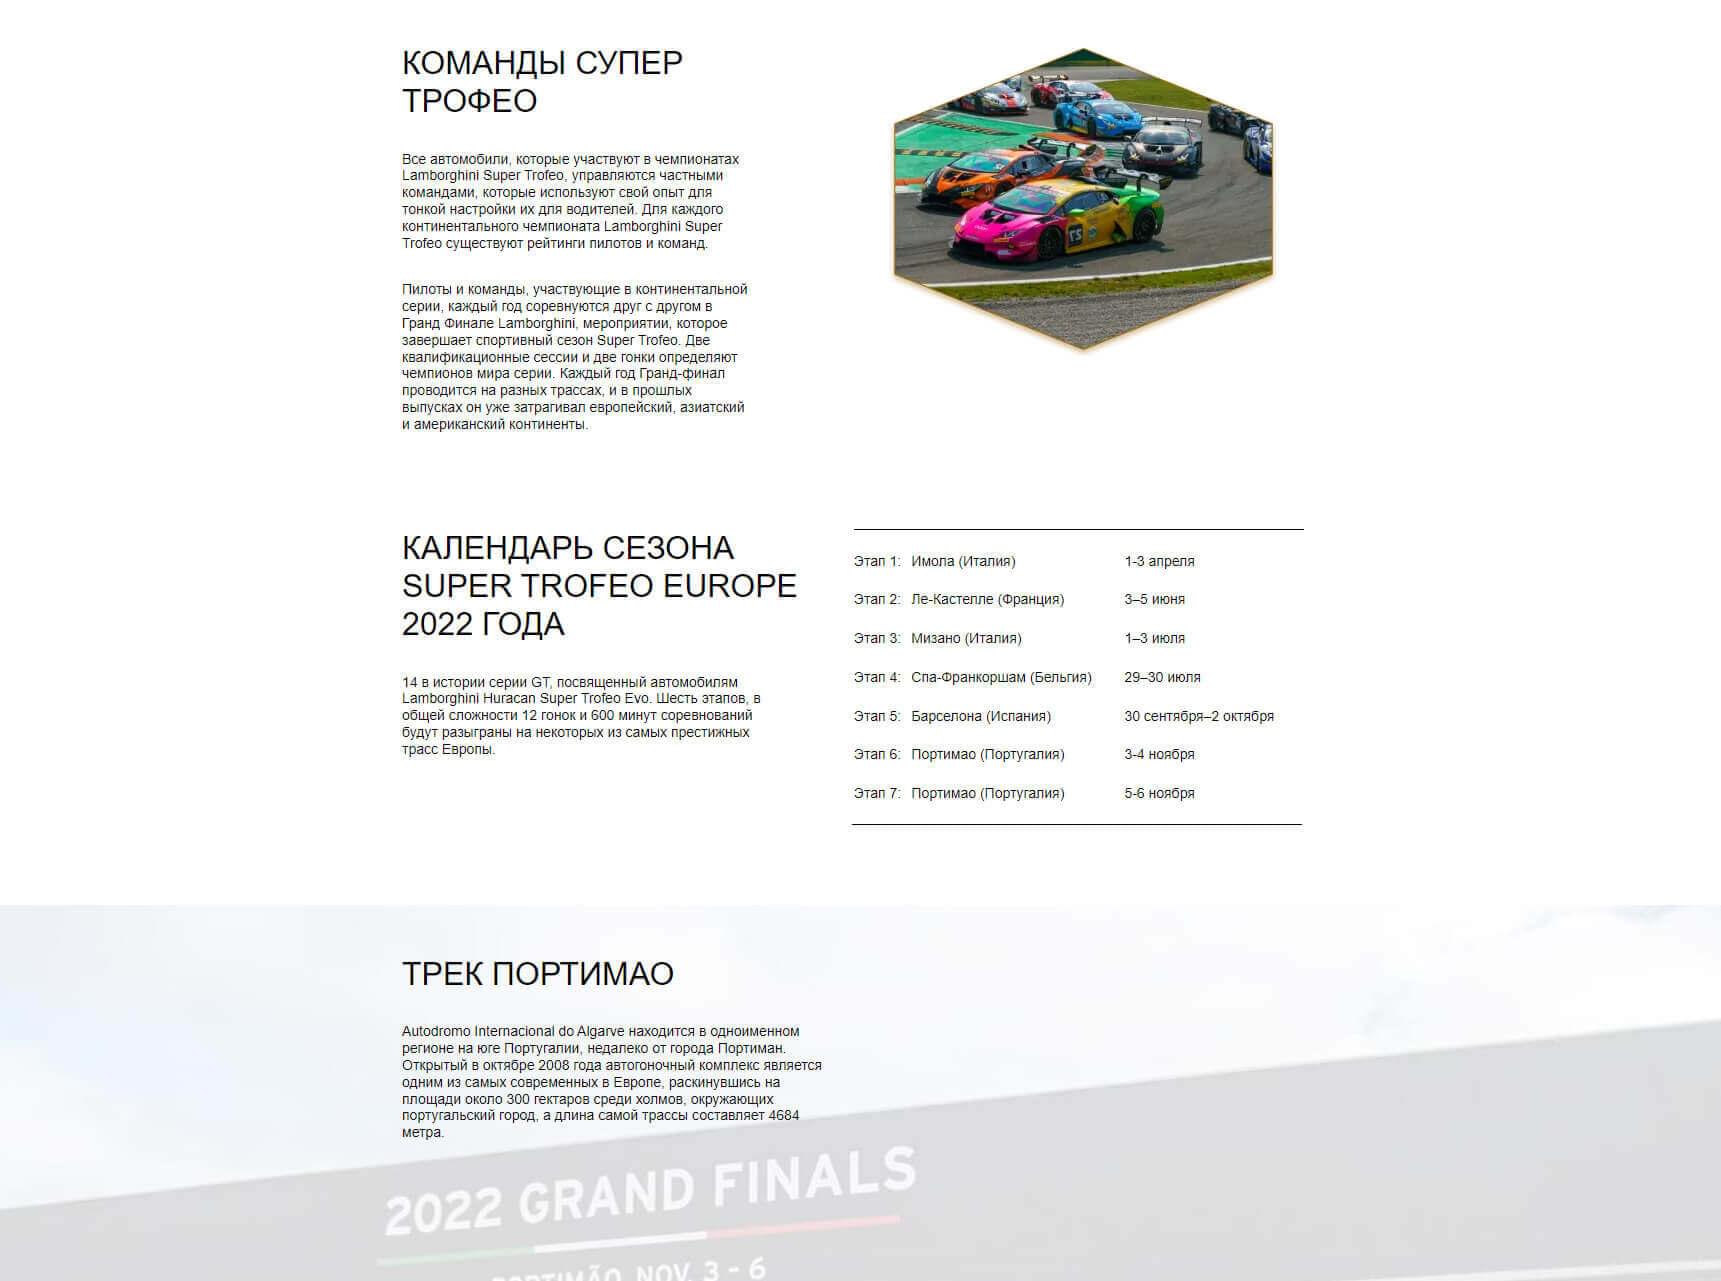 КОМАНДЫ СУПЕР
ТРОФЕО
Все автомобили, которые участвуют в чемпионатах
Lamborghini Super Trofeo, управляются частными
командами, которые используют свой опыт для
тонкой настройки их для водителей. Для каждого
континентального чемпионата Lamborghini Super
Trofeo существуют рейтинги пилотов и команд.
Пилоты и команды, участвующие в континентальной
серии, каждый год соревнуются друг с другом в
Гранд Финале Lamborghini, мероприятии, которое
завершает спортивный сезон Super Trofeo. Две
квалификационные сессии и две гонки определяют
чемпионов мира серии. Каждый год Гранд-финал
проводится на разных трассах, и в прошлых
выпусках он уже затрагивал европейский, азиатский
и американский континенты.
КАЛЕНДАРЬ СЕЗОНА
SUPER TROFEO EUROPE
2022 ГОДА
14 в истории серии GT, посвященный автомобилям
Lamborghini Huracan Super Trofeo Evo. Шесть этапов, в
общей сложности 12 гонок и 600 минут соревнований
будут разыграны на некоторых из самых престижных
трасс Европы.
Этап 1: Имола (Италия) 1-3 апреля
Этап 2: Ле-Кастелле (Франция) 3–5 июня
Этап 3: Мизано (Италия) 1–3 июля
Этап 4: Спа-Франкоршам (Бельгия) 29–30 июля
Этап 5: Барселона (Испания) 30 сентября–2 октября
Этап 6: Портимао (Португалия) 3-4 ноября
Этап 7: Портимао (Португалия) 5-6 ноября
ТРЕК ПОРТИМАО
Autodromo Internacional do Algarve находится в одноименном
регионе на юге Португалии, недалеко от города Портиман.
Открытый в октябре 2008 года автогоночный комплекс является
одним из самых современных в Европе, раскинувшись на
площади около 300 гектаров среди холмов, окружающих
португальский город, а длина самой трассы составляет 4684
метра.
2022 GRAND FINALS
PORTIMÃO, NOV. 3 - 6